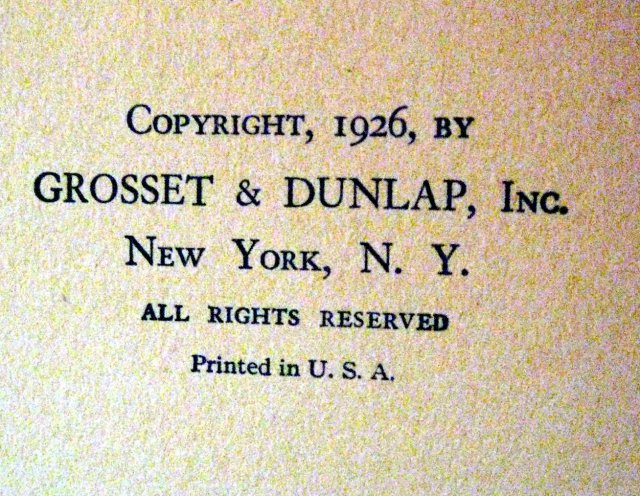 Copyright, 1926, by
GROSSET & DUNLAP, Inc.
New York, N. Y.
ALL RIGHTS RESERVED
Printed in U. S. A.